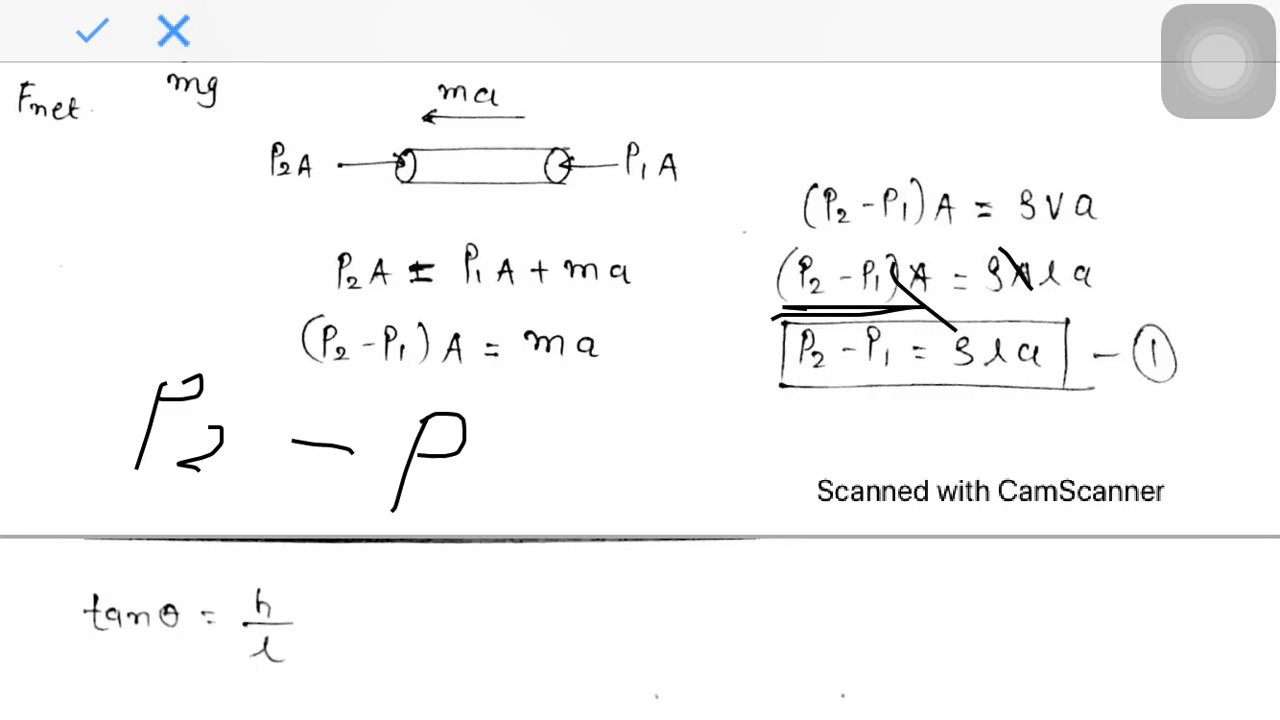 mg
Fnet
ma
P₂A
P₁A
P₂A = P₁A + ma
(P₂ - P₁) A = ma
(P₂ - P₁) A = ρVa
(P₂ - P₁) A = ρAla
P₂ - P₁ = ρla - ①
P₂ - P
Scanned with CamScanner
tanθ = h/l